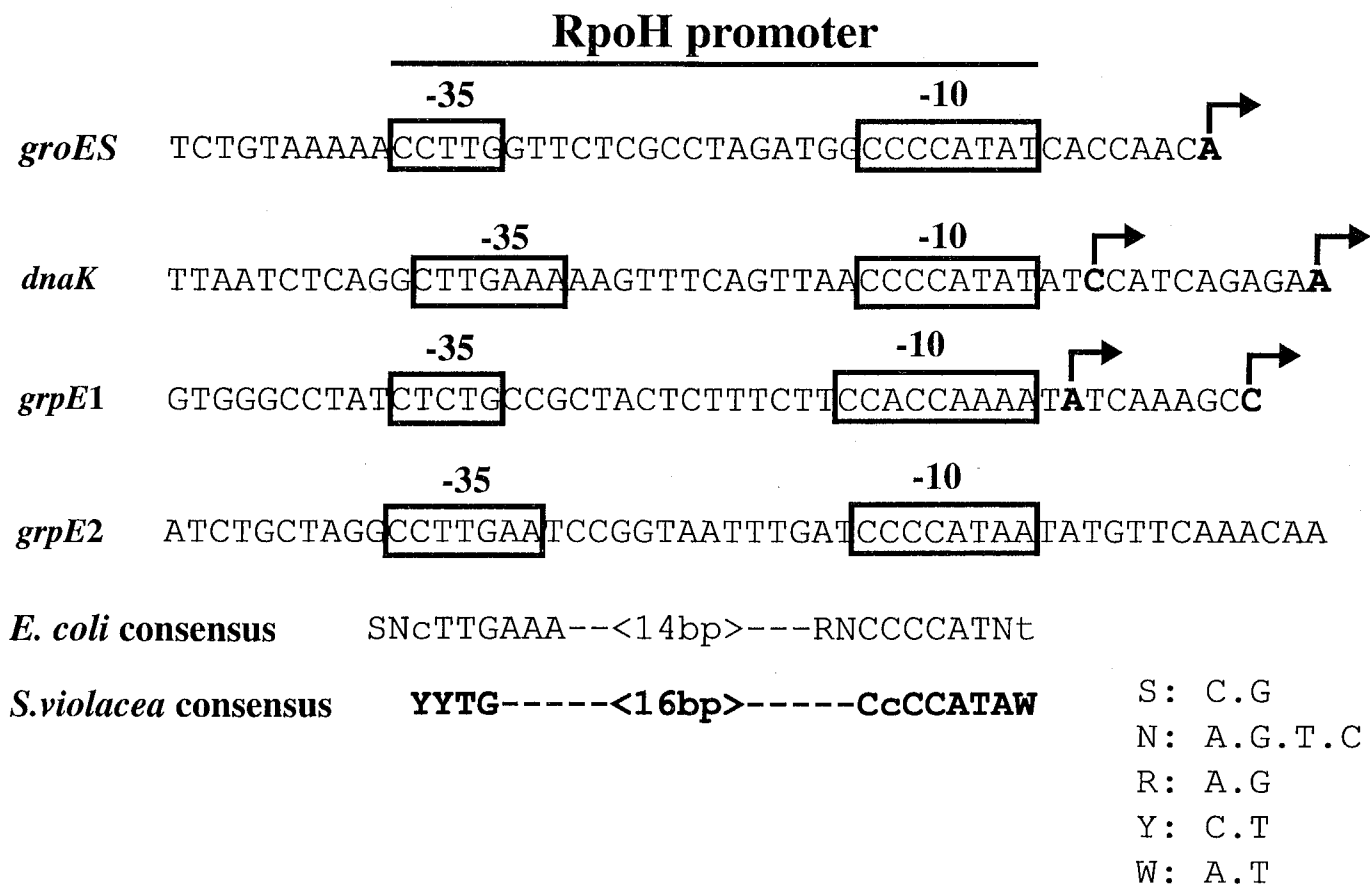 RpoH promoter
-35 -10
groES TCTGTAAAAACCTTGGTTCTCGCCTAGATGGCCCCATATCACCAACA
-35 -10
dnaK TTAATCTCAGGCTTGAAAAAGTTTCAGTTAACCCCATATATCCATCAGAGAA
-35 -10
grpE1 GTGGGCCTATCTCTGCCGCTACTCTTTCTTCCACCAAAATATCAAAGCC
-35 -10
grpE2 ATCTGCTAGGCCTTGAATCCGGTAATTTGATCCCCATAATATGTTCAAACAA
E. coli consensus SNcTTGAAA--<14bp>---RNCCCCATNt
S.violacea consensus YYTG-----<16bp>-----CcCCATAW
S: C.G
N: A.G.T.C
R: A.G
Y: C.T
W: A.T